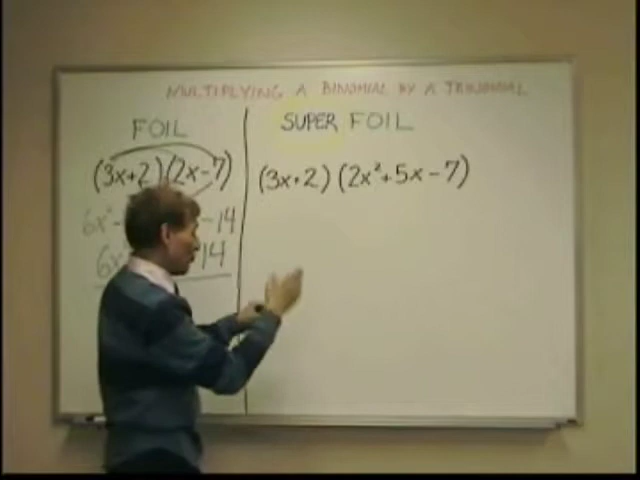 MULTIPLYING A BINOMIAL BY A TRINOMIAL
FOIL
(3x+2)(2x-7)
6x²- -14
6x 14
SUPER FOIL
(3x+2)(2x²+5x-7)